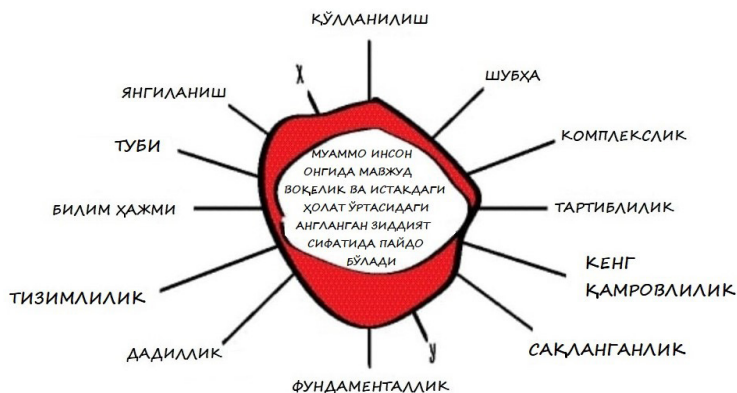 ҚЎЛЛАНИЛИШ
Х
ШУБҲА
ЯНГИЛАНИШ
КОМПЛЕКСЛИК
ТУБИ
МУАММО ИНСОН
ОНГИДА МАВЖУД
ВОҚЕЛИК ВА ИСТАКДАГИ
ҲОЛАТ ЎРТАСИДАГИ
АНГЛАНГАН ЗИДДИЯТ
СИФАТИДА ПАЙДО
БЎЛАДИ
БИЛИМ ҲАЖМИ
ТАРТИБЛИЛИК
КЕНГ
ҚАМРОВЛИЛИК
ТИЗИМЛИЛИК
САҚЛАНГАНЛИК
ДАДИЛЛИК
У
ФУНДАМЕНТАЛЛИК